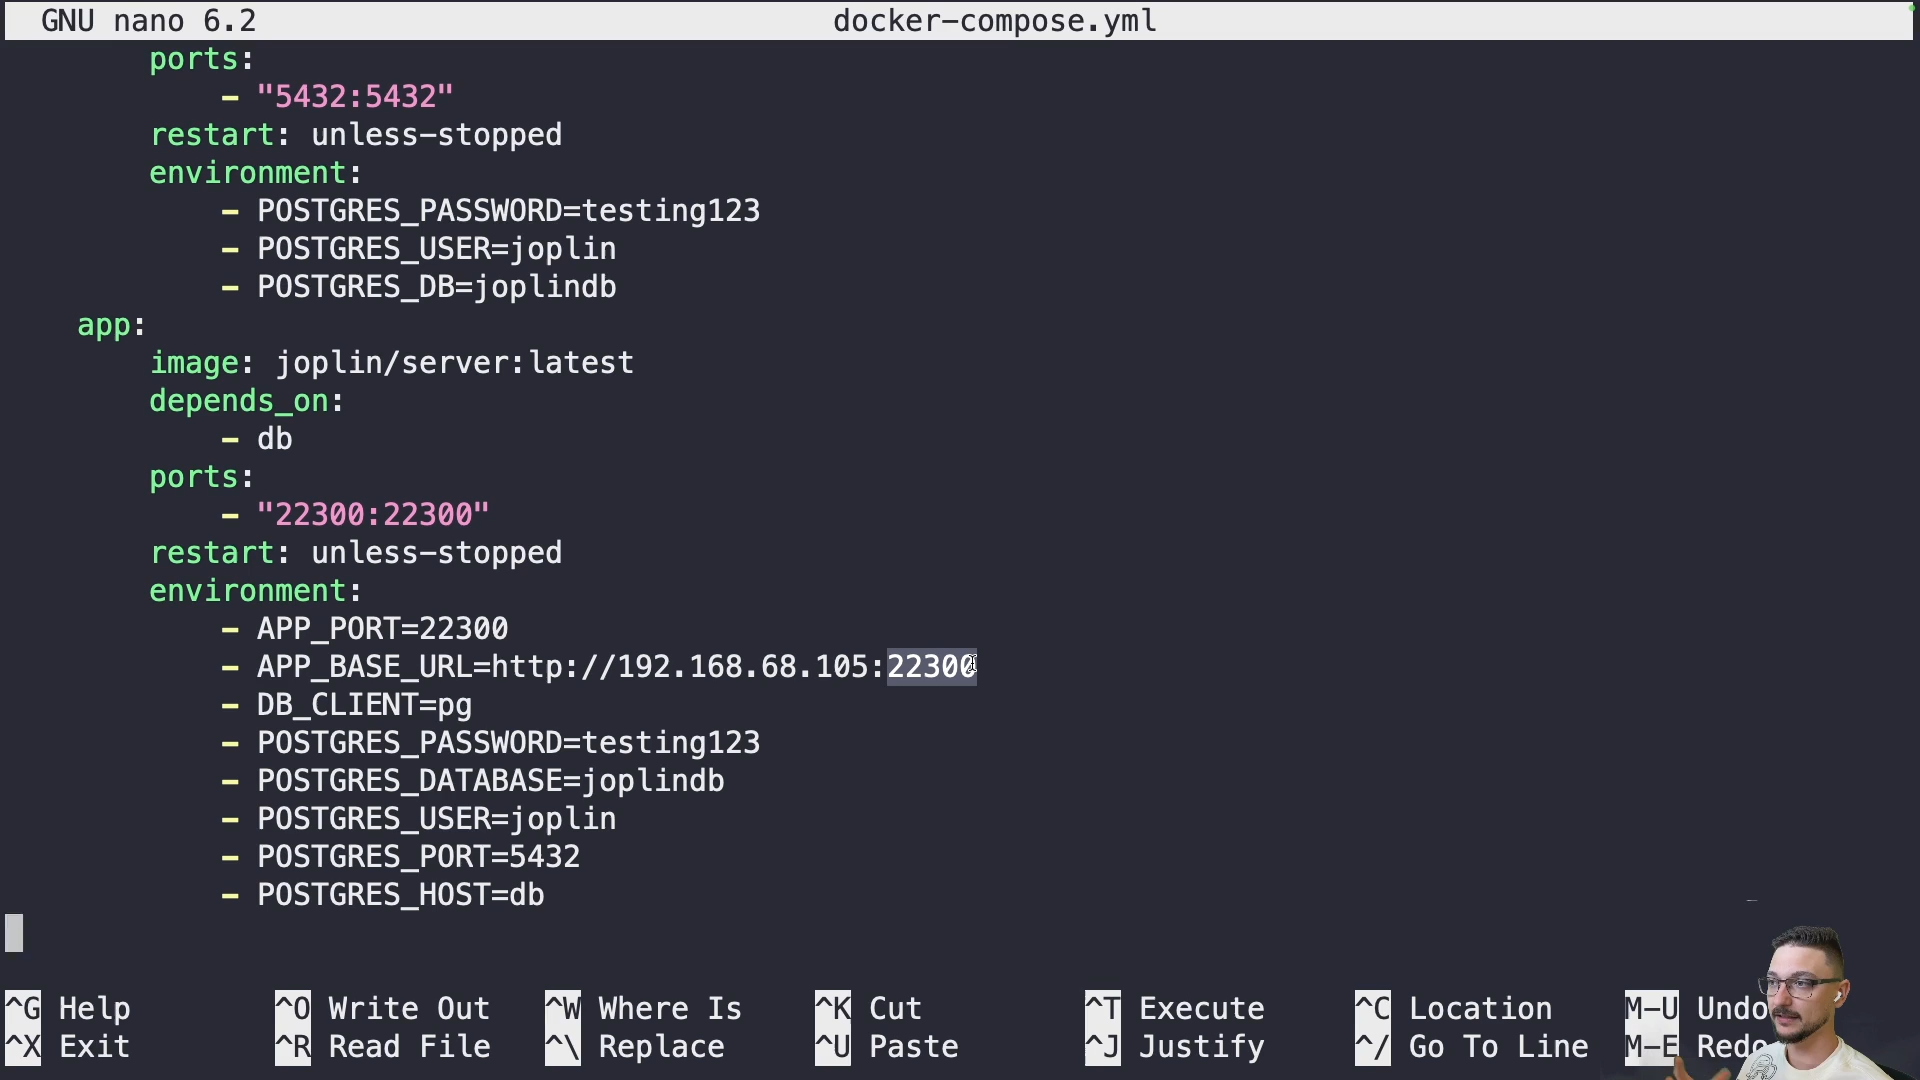 GNU nano 6.2 docker-compose.yml
ports:
- "5432:5432"
restart: unless-stopped
environment:
- POSTGRES_PASSWORD=testing123
- POSTGRES_USER=joplin
- POSTGRES_DB=joplindb
app:
image: joplin/server:latest
depends_on:
- db
ports:
- "22300:22300"
restart: unless-stopped
environment:
- APP_PORT=22300
- APP_BASE_URL=http://192.168.68.105:22300
- DB_CLIENT=pg
- POSTGRES_PASSWORD=testing123
- POSTGRES_DATABASE=joplindb
- POSTGRES_USER=joplin
- POSTGRES_PORT=5432
- POSTGRES_HOST=db
^G Help ^O Write Out ^W Where Is ^K Cut ^T Execute ^C Location M-U Undo
^X Exit ^R Read File ^\ Replace ^U Paste ^J Justify ^/ Go To Line M-E Redo